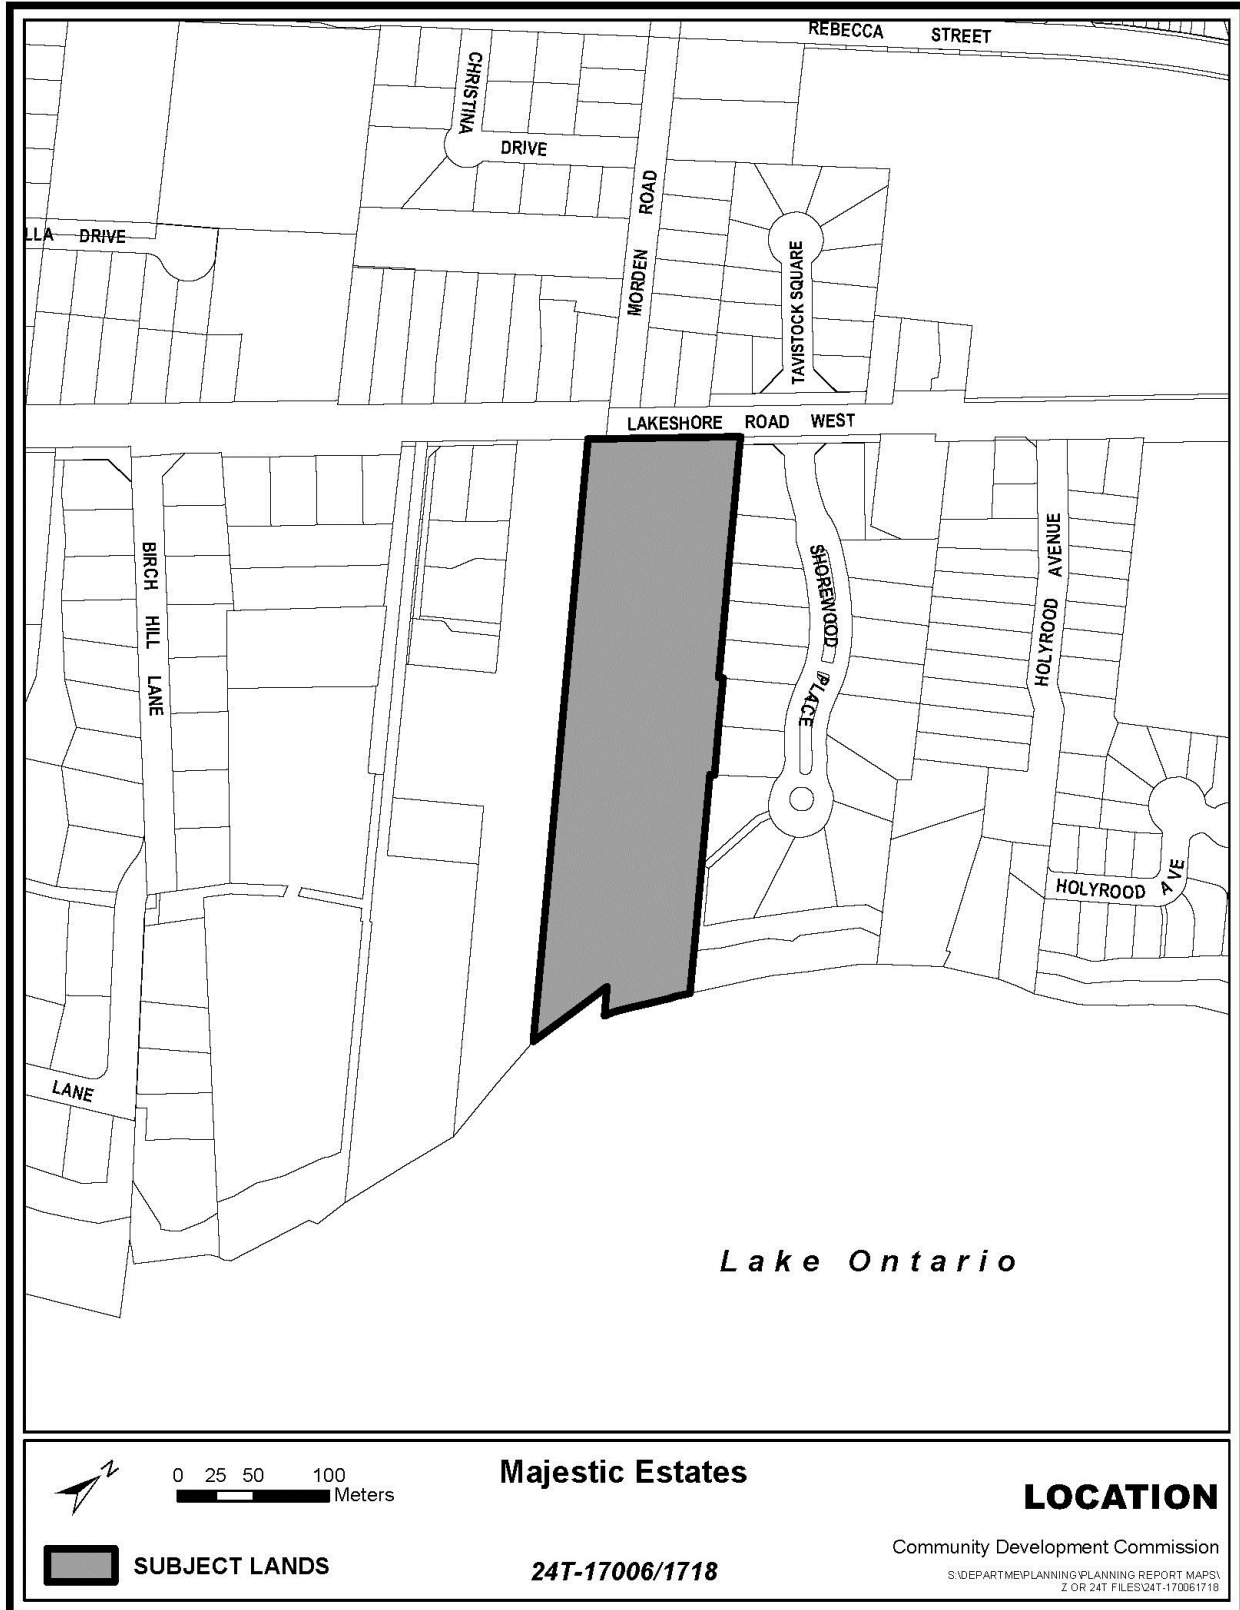 REBECCA STREET
CHRISTINA
DRIVE
MORDEN ROAD
LLA DRIVE
TAVISTOCK SQUARE
LAKESHORE ROAD WEST
BIRCH HILL LANE
SHOREWOOD PLACE
HOLYROOD AVENUE
HOLYROOD AVE
LANE
Lake Ontario
N
0 25 50 100
Meters
Majestic Estates
LOCATION
Community Development Commission
SUBJECT LANDS
24T-17006/1718
S:\DEPARTME\PLANNING\PLANNING REPORT MAPS\
Z OR 24T FILES\24T-170061718